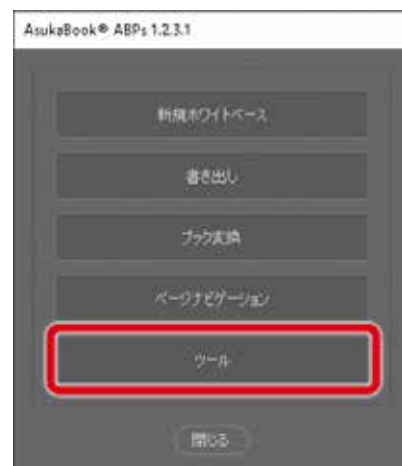 AsukaBook® ABPs 1.2.3.1
新規ホワイトベース
書き出し
ブック変換
ページナビゲーション
ツール
閉じる